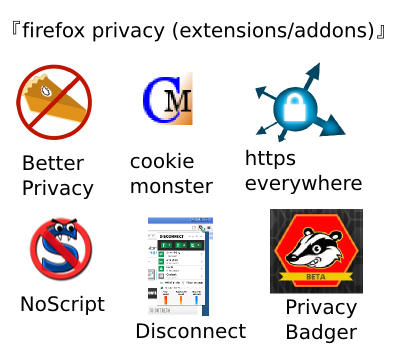 『firefox privacy (extensions/addons)』
Better
Privacy
cookie
monster
https
everywhere
CM
S
DISCONNECT
BETA
NoScript
Disconnect
Privacy
Badger